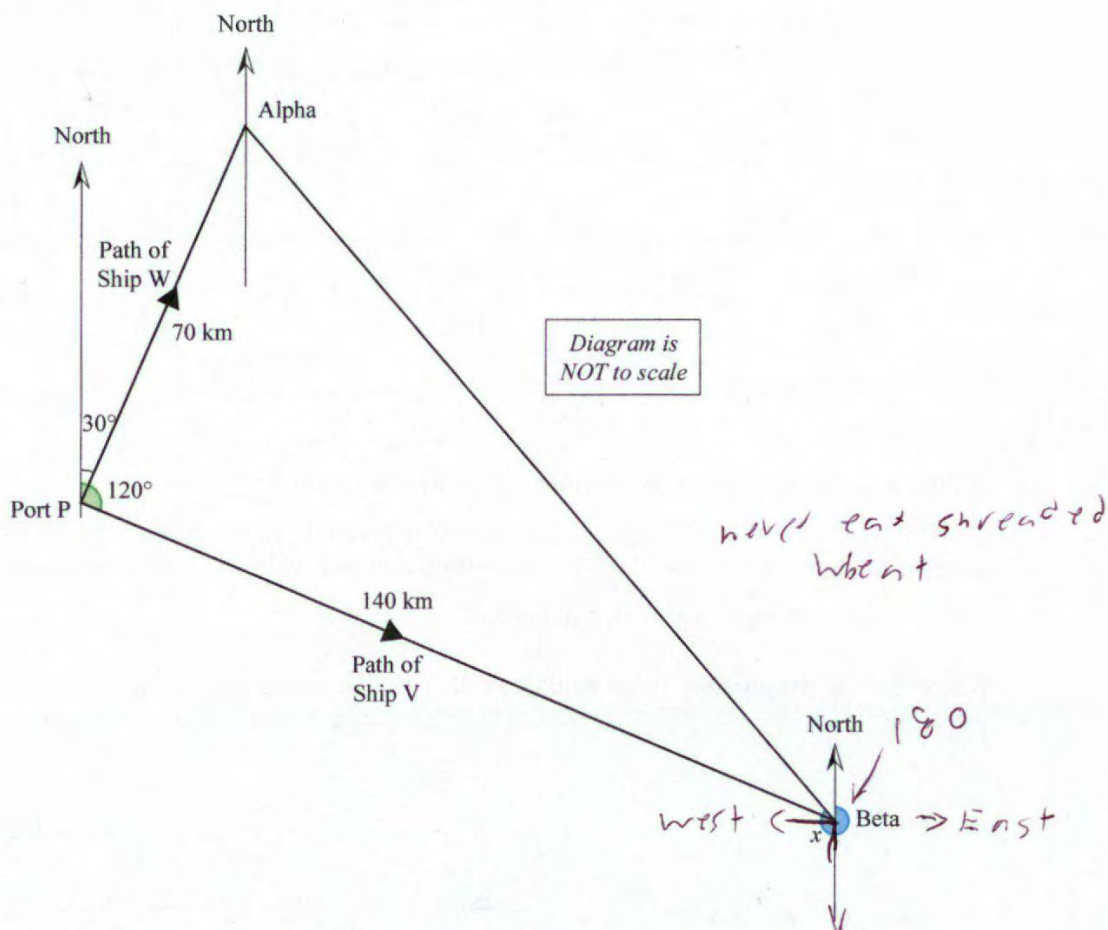 North
North
Alpha
Path of
Ship W
70 km
Diagram is
NOT to scale
30°
120°
Port P
never eat shreaded
wheat
140 km
Path of
Ship V
North
180
west
x
Beta
East